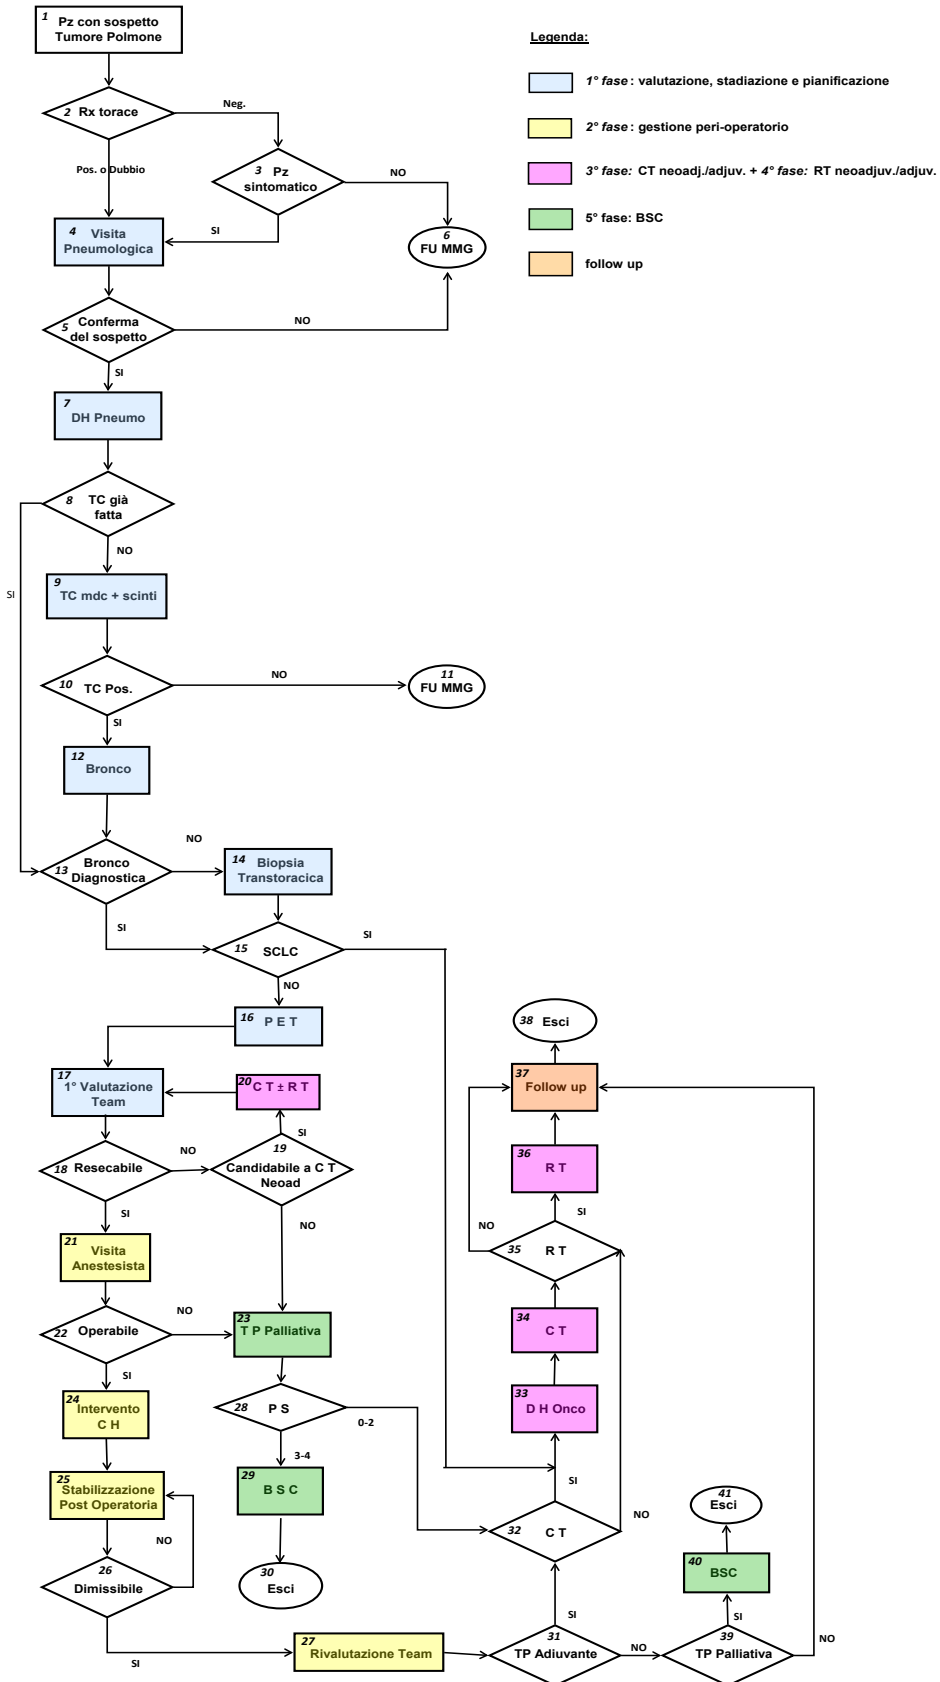 1 Pz con sospetto
Tumore Polmone
Legenda:
1° fase : valutazione, stadiazione e pianificazione
2° fase : gestione peri-operatorio
3° fase: CT neoadj./adjuv. + 4° fase: RT neoadjuv./adjuv.
5° fase: BSC
follow up
2 Rx torace
Neg.
Pos. o Dubbio
3 Pz
sintomatico
NO
SI
4 Visita
Pneumologica
6
FU MMG
5 Conferma
del sospetto
NO
SI
7
DH Pneumo
8 TC già
fatta
NO
SI
9
TC mdc + scinti
10 TC Pos.
NO
11
FU MMG
SI
12
Bronco
13 Bronco
Diagnostica
NO
14 Biopsia
Transtoracica
SI
15 SCLC
SI
NO
16 P E T
17
1° Valutazione
Team
20 C T ± R T
SI
18 Resecabile
NO
19
Candidabile a C T
Neoad
SI
NO
21
Visita
Anestesista
22 Operabile
NO
23
T P Palliativa
SI
24
Intervento
C H
28 P S
0-2
3-4
25
Stabilizzazione
Post Operatoria
29
B S C
NO
26
Dimissibile
30
Esci
SI
27
Rivalutazione Team
31
TP Adiuvante
SI
NO
32 C T
SI
NO
33
D H Onco
34
C T
35 R T
NO
SI
36
R T
37
Follow up
38 Esci
39
TP Palliativa
SI
NO
40
BSC
41
Esci